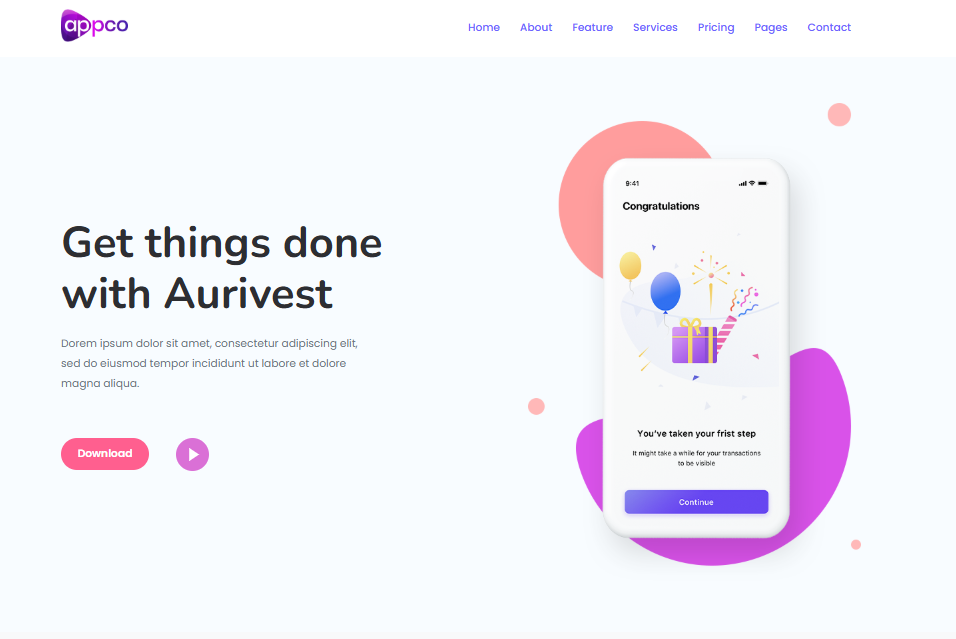 appco
Home About Feature Services Pricing Pages Contact
9:41
Congratulations
Get things done
with Aurivest
Dorem ipsum dolor sit amet, consectetur adipiscing elit,
sed do eiusmod tempor incididunt ut labore et dolore
magna aliqua.
Download
You've taken your frist step
It might take a while for your transactions
to be visible
Continue